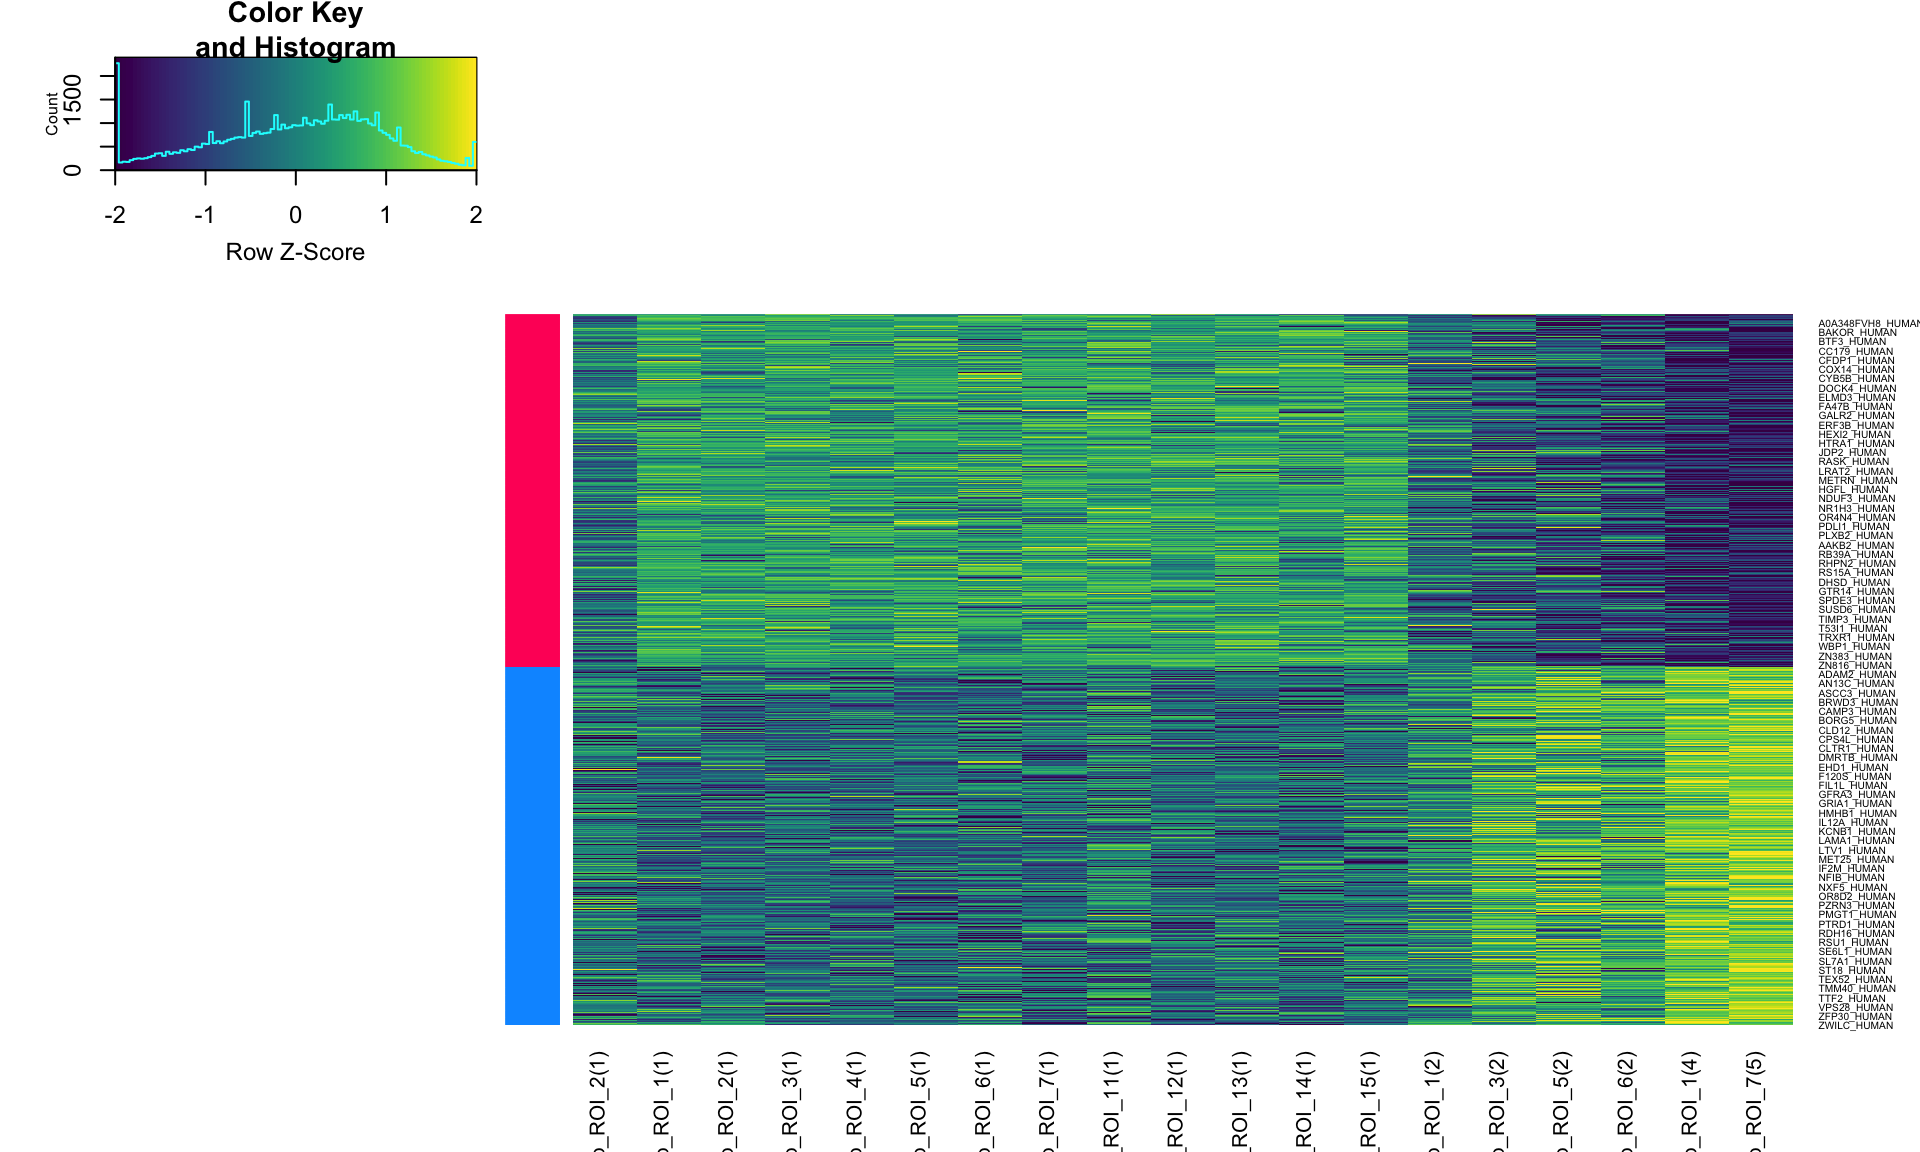 Color Key
and Histogram
Count
0
1500
-2 -1 0 1 2
Row Z-Score
A0A348FVH8_HUMAN
BAKOR_HUMAN
BTF3_HUMAN
CC179_HUMAN
CFDP1_HUMAN
COX14_HUMAN
CYB5B_HUMAN
DOCK4_HUMAN
ELMD3_HUMAN
FA47B_HUMAN
GALR2_HUMAN
ERF3B_HUMAN
HEXI2_HUMAN
HTRA1_HUMAN
JDP2_HUMAN
RASK_HUMAN
LRAT2_HUMAN
METRN_HUMAN
HGFL_HUMAN
NDUF3_HUMAN
NR1H3_HUMAN
OR4N4_HUMAN
PDLI1_HUMAN
PLXB2_HUMAN
AAKB2_HUMAN
RB39A_HUMAN
RHPN2_HUMAN
RS15A_HUMAN
DHSD_HUMAN
GTR14_HUMAN
SPDE3_HUMAN
SUSD6_HUMAN
TIMP3_HUMAN
T53I1_HUMAN
TRXR1_HUMAN
WBP1_HUMAN
ZN383_HUMAN
ZN816_HUMAN
ADAM2_HUMAN
AN13C_HUMAN
ASCC3_HUMAN
BRWD3_HUMAN
CAMP3_HUMAN
BORG5_HUMAN
CLD12_HUMAN
CPS4L_HUMAN
CLTR1_HUMAN
DMRTB_HUMAN
EHD1_HUMAN
F120S_HUMAN
FIL1L_HUMAN
GFRA3_HUMAN
GRIA1_HUMAN
HMHB1_HUMAN
IL12A_HUMAN
KCNB1_HUMAN
LAMA1_HUMAN
LTV1_HUMAN
MET25_HUMAN
IF2M_HUMAN
NFIB_HUMAN
NXF5_HUMAN
OR8D2_HUMAN
PZRN3_HUMAN
PMGT1_HUMAN
PTRD1_HUMAN
RDH16_HUMAN
RSU1_HUMAN
SE6L1_HUMAN
SL7A1_HUMAN
ST18_HUMAN
TEX52_HUMAN
TMM40_HUMAN
TTF2_HUMAN
VPS28_HUMAN
ZFP30_HUMAN
ZWILC_HUMAN
_ROI_2(1)
_ROI_1(1)
_ROI_2(1)
_ROI_3(1)
_ROI_4(1)
_ROI_5(1)
_ROI_6(1)
_ROI_7(1)
_ROI_11(1)
_ROI_12(1)
_ROI_13(1)
_ROI_14(1)
_ROI_15(1)
_ROI_1(2)
_ROI_3(2)
_ROI_5(2)
_ROI_6(2)
_ROI_1(4)
_ROI_7(5)